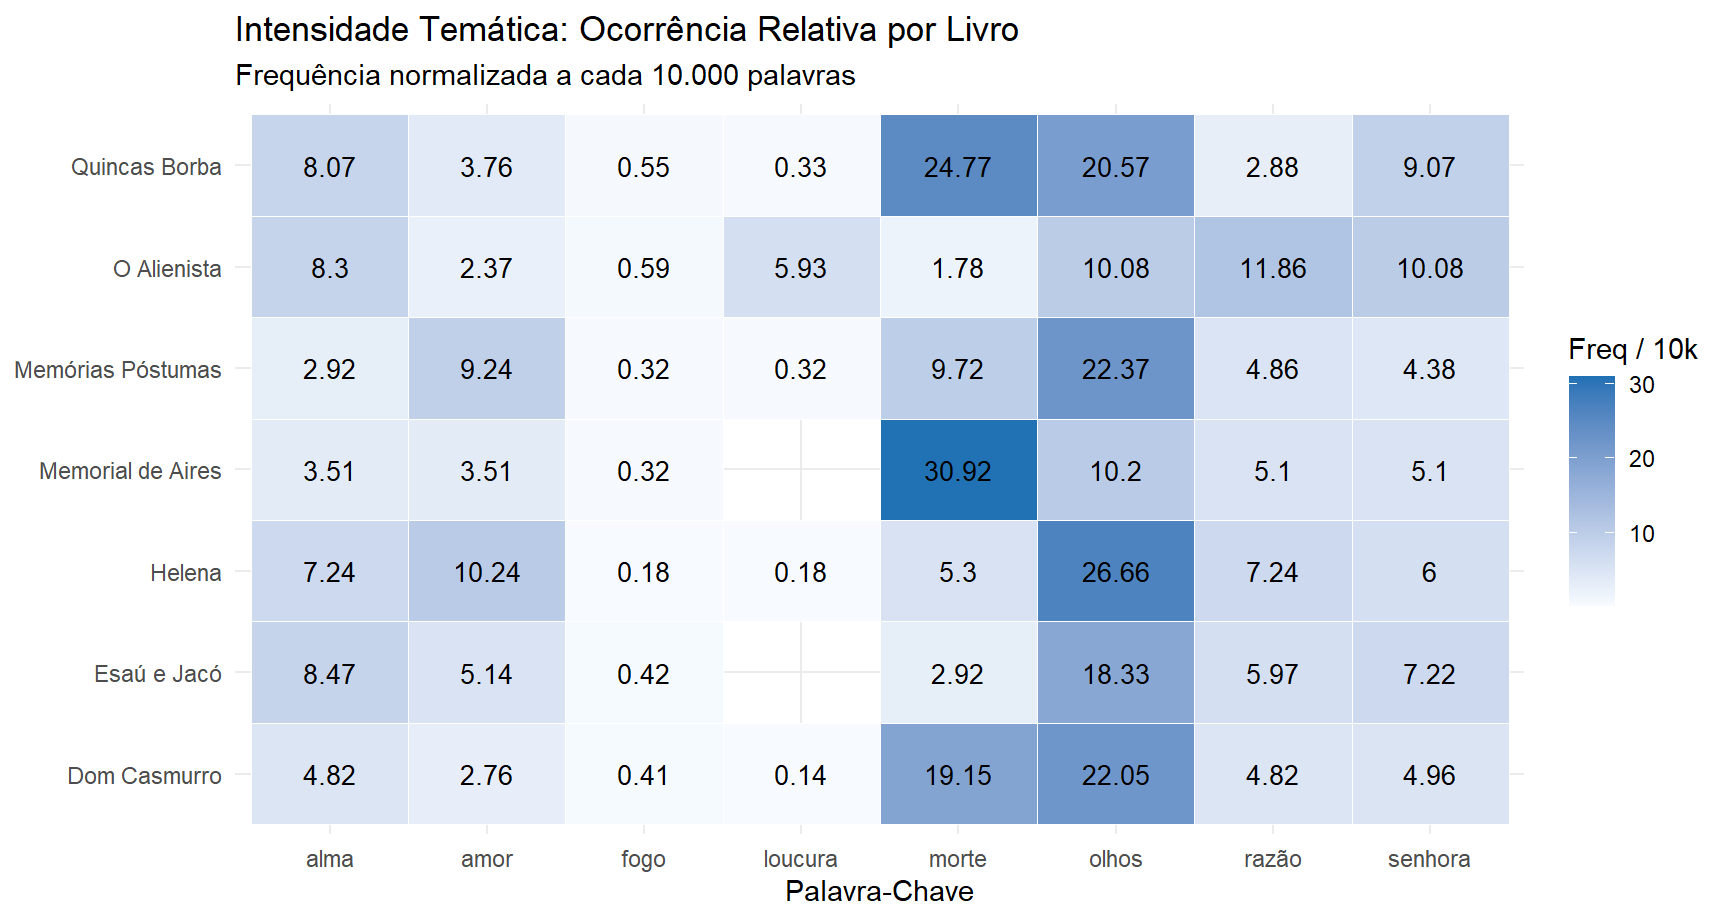 Intensidade Temática: Ocorrência Relativa por Livro
Frequência normalizada a cada 10.000 palavras
Quincas Borba 8.07 3.76 0.55 0.33 24.77 20.57 2.88 9.07
O Alienista 8.3 2.37 0.59 5.93 1.78 10.08 11.86 10.08
Memórias Póstumas 2.92 9.24 0.32 0.32 9.72 22.37 4.86 4.38
Memorial de Aires 3.51 3.51 0.32 30.92 10.2 5.1 5.1
Helena 7.24 10.24 0.18 0.18 5.3 26.66 7.24 6
Esaú e Jacó 8.47 5.14 0.42 2.92 18.33 5.97 7.22
Dom Casmurro 4.82 2.76 0.41 0.14 19.15 22.05 4.82 4.96
alma amor fogo loucura morte olhos razão senhora
Palavra-Chave
Freq / 10k
30
20
10